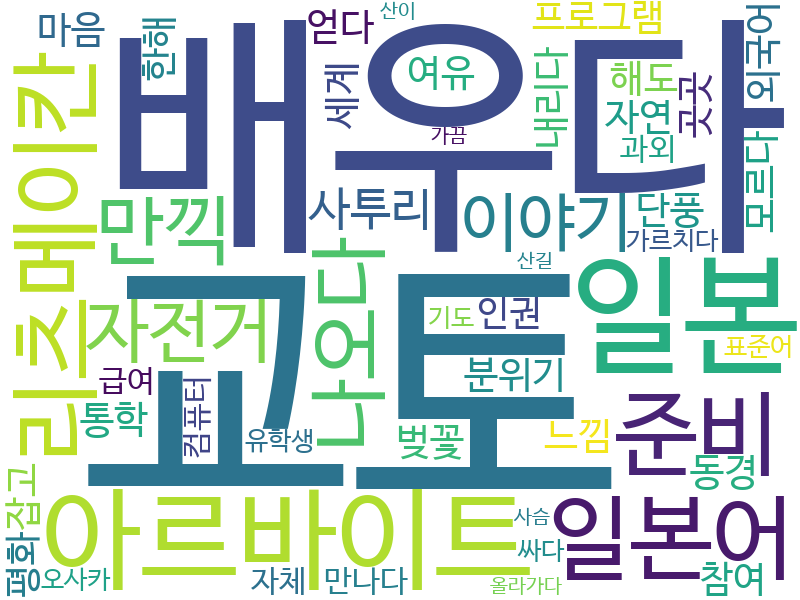 마음
한해
배우다
얻다
산이
프로그램
외국어
여유
세계
가끔
내리다
해도
자연
곳곳
과외
모르다
리츠메이칸
만끽
사투리
이야기
단풍
가르치다
산길
교토
일본
자전거
나오다
기도
인권
표준어
급여
분위기
통학
컴퓨터
유학생
벚꽃
느낌
준비
동경
잡고
아르바이트
일본어
사슴
싸다
평화
오사카
자체
만나다
올라가다
참여